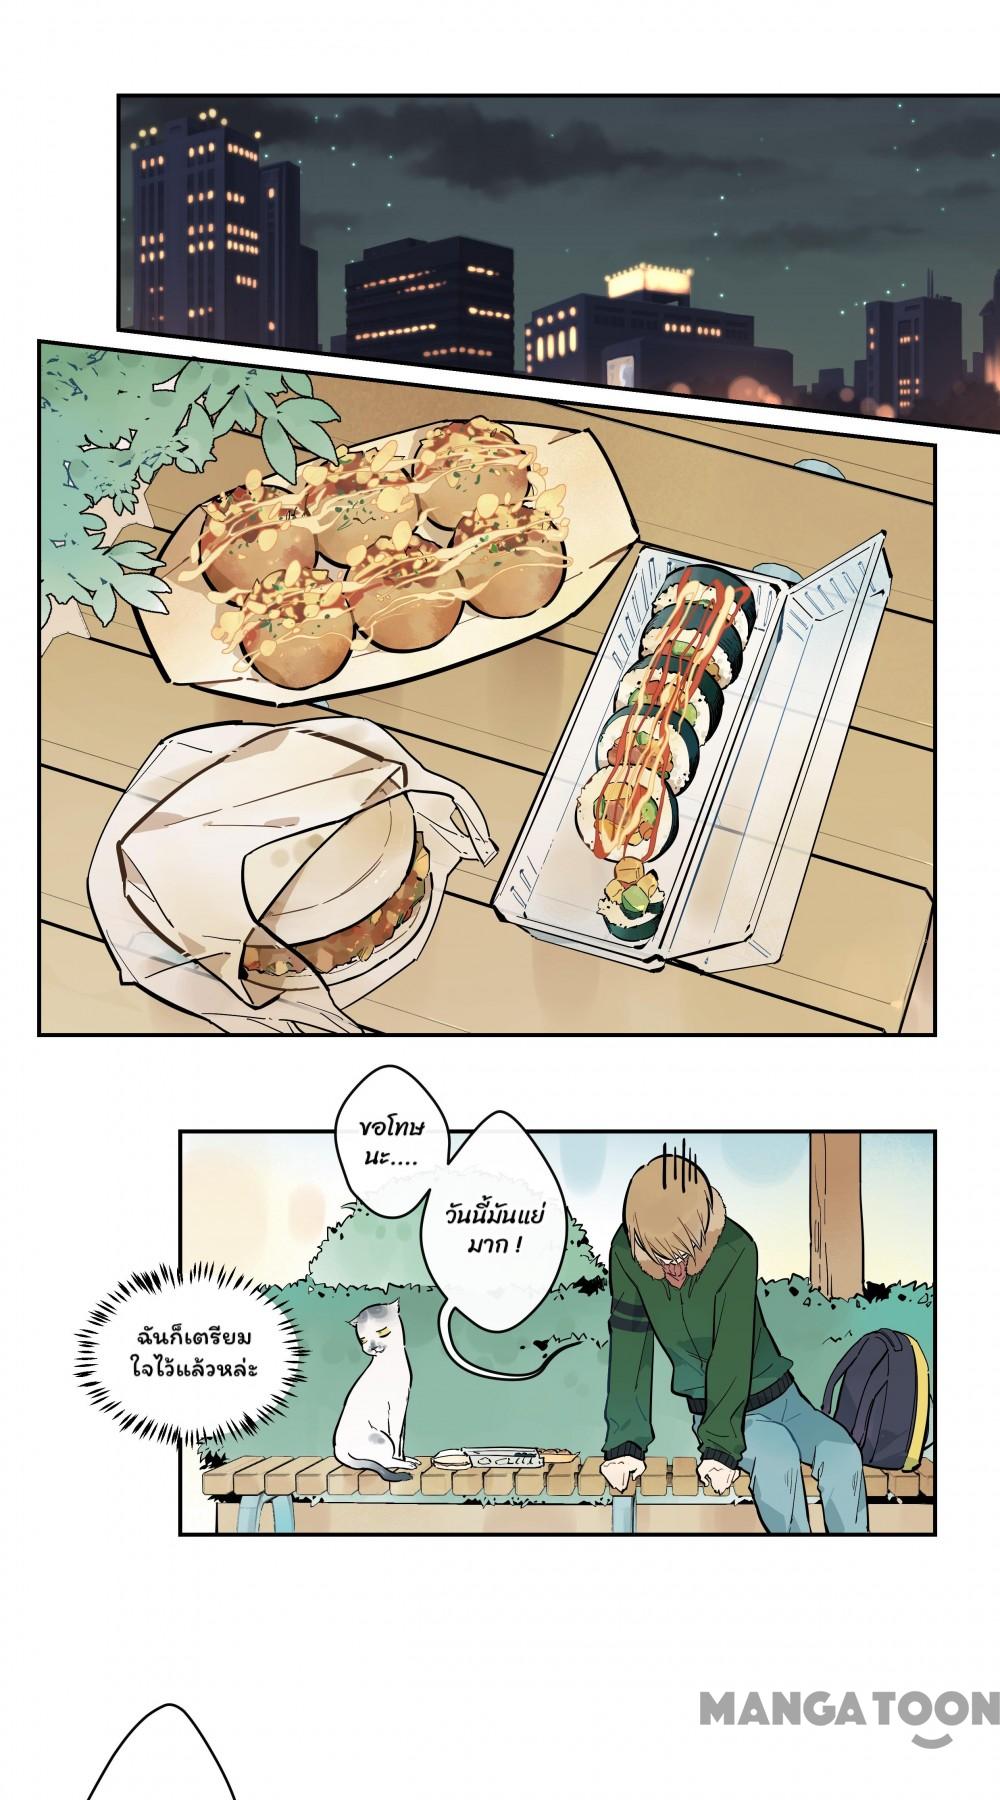 ขอโทษ
นะ....
วันนี้มันแย่
มาก !
ฉันก็เตรียม
ใจไว้แล้วหล่ะ
MANGATOON